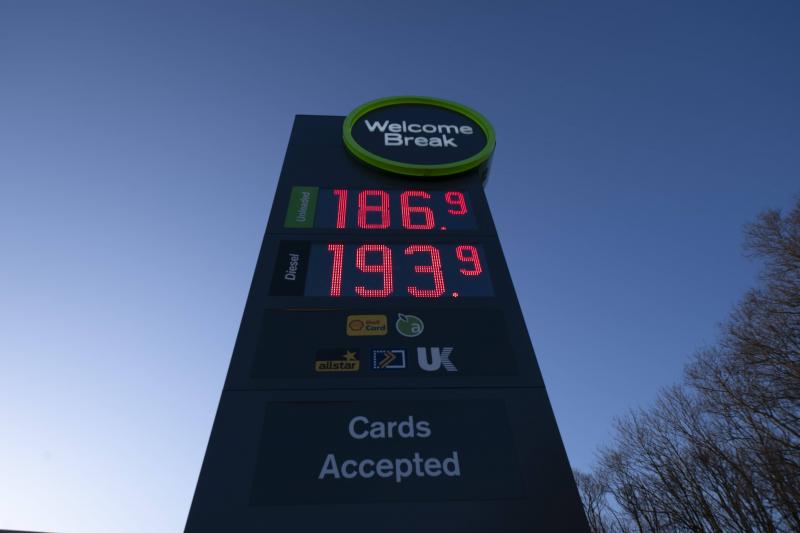 Welcome
Break
Unleaded
186.9
Diesel
193.9
Shell
Card
a
allstar
UK
Cards
Accepted